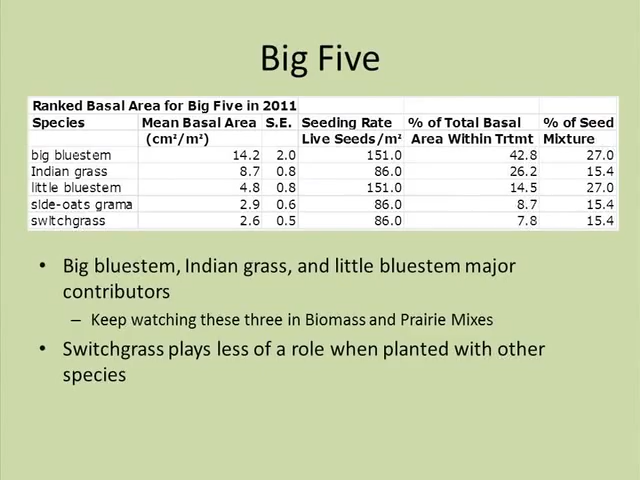 Big Five
Ranked Basal Area for Big Five in 2011
Species Mean Basal Area S.E. Seeding Rate % of Total Basal % of Seed
(cm²/m²) Live Seeds/m² Area Within Trtmt Mixture
big bluestem 14.2 2.0 151.0 42.8 27.0
Indian grass 8.7 0.8 86.0 26.2 15.4
little bluestem 4.8 0.8 151.0 14.5 27.0
side-oats grama 2.9 0.6 86.0 8.7 15.4
switchgrass 2.6 0.5 86.0 7.8 15.4
• Big bluestem, Indian grass, and little bluestem major
contributors
– Keep watching these three in Biomass and Prairie Mixes
• Switchgrass plays less of a role when planted with other
species